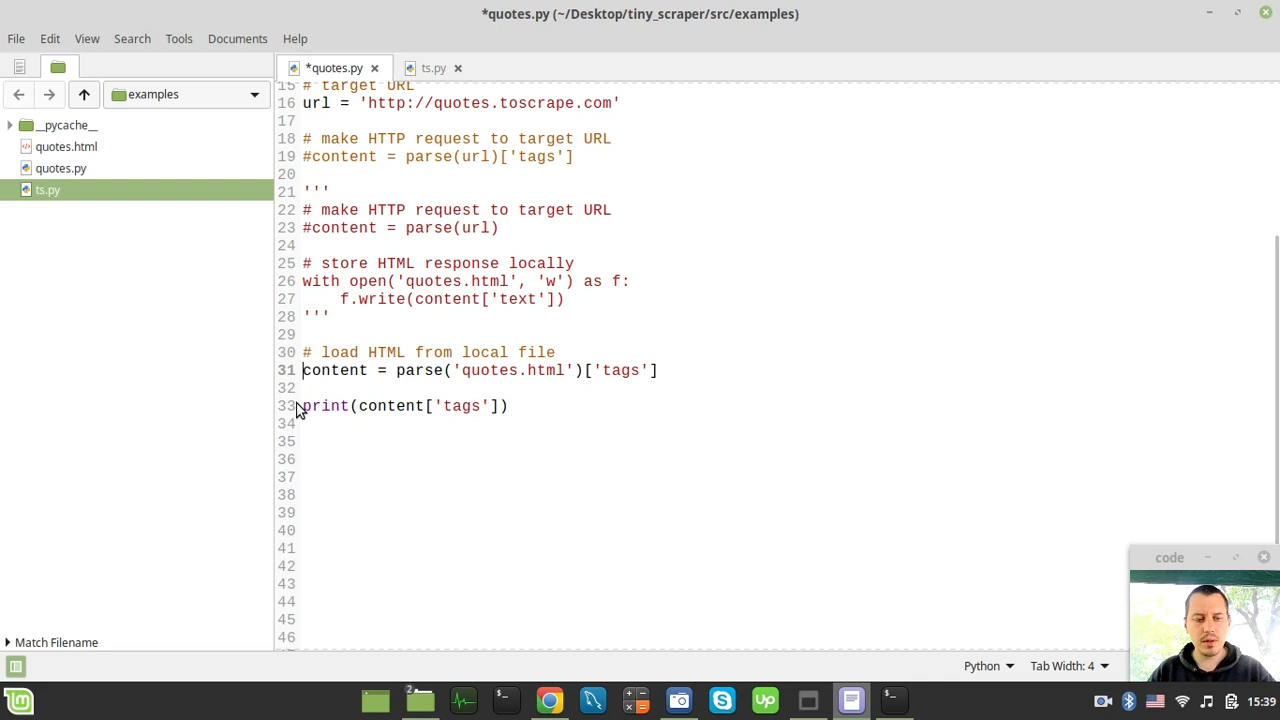 *quotes.py (~/Desktop/tiny_scraper/src/examples)
File Edit View Search Tools Documents Help
*quotes.py
ts.py
examples
__pycache__
quotes.html
quotes.py
ts.py
15 # target URL
16 url = 'http://quotes.toscrape.com'
17
18 # make HTTP request to target URL
19 #content = parse(url)['tags']
20
21 '''
22 # make HTTP request to target URL
23 #content = parse(url)
24
25 # store HTML response locally
26 with open('quotes.html', 'w') as f:
27     f.write(content['text'])
28 '''
29
30 # load HTML from local file
31 content = parse('quotes.html')['tags']
32
33 print(content['tags'])
34
35
36
37
38
39
40
41
42
43
44
45
46
code
Match Filename
Python Tab Width: 4
2
Up
15:39